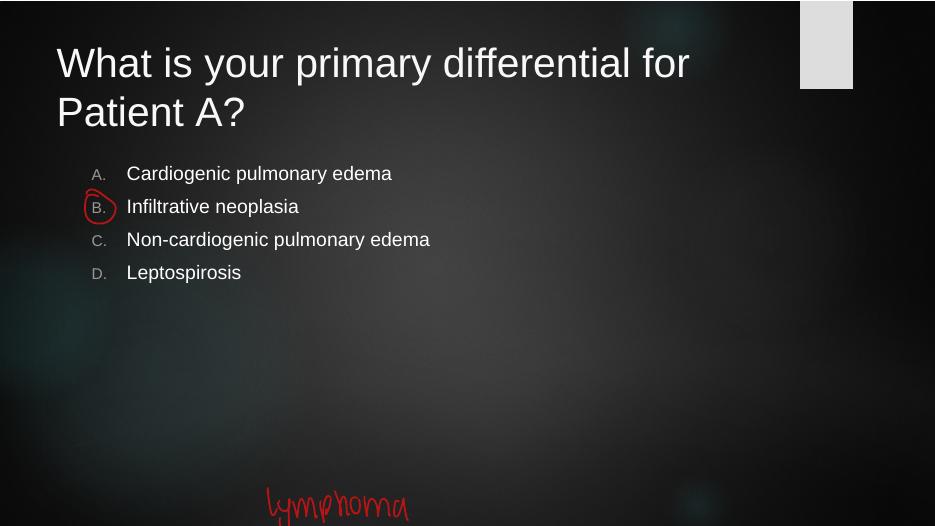 What is your primary differential for
Patient A?
A. Cardiogenic pulmonary edema
B. Infiltrative neoplasia
C. Non-cardiogenic pulmonary edema
D. Leptospirosis
lymphoma